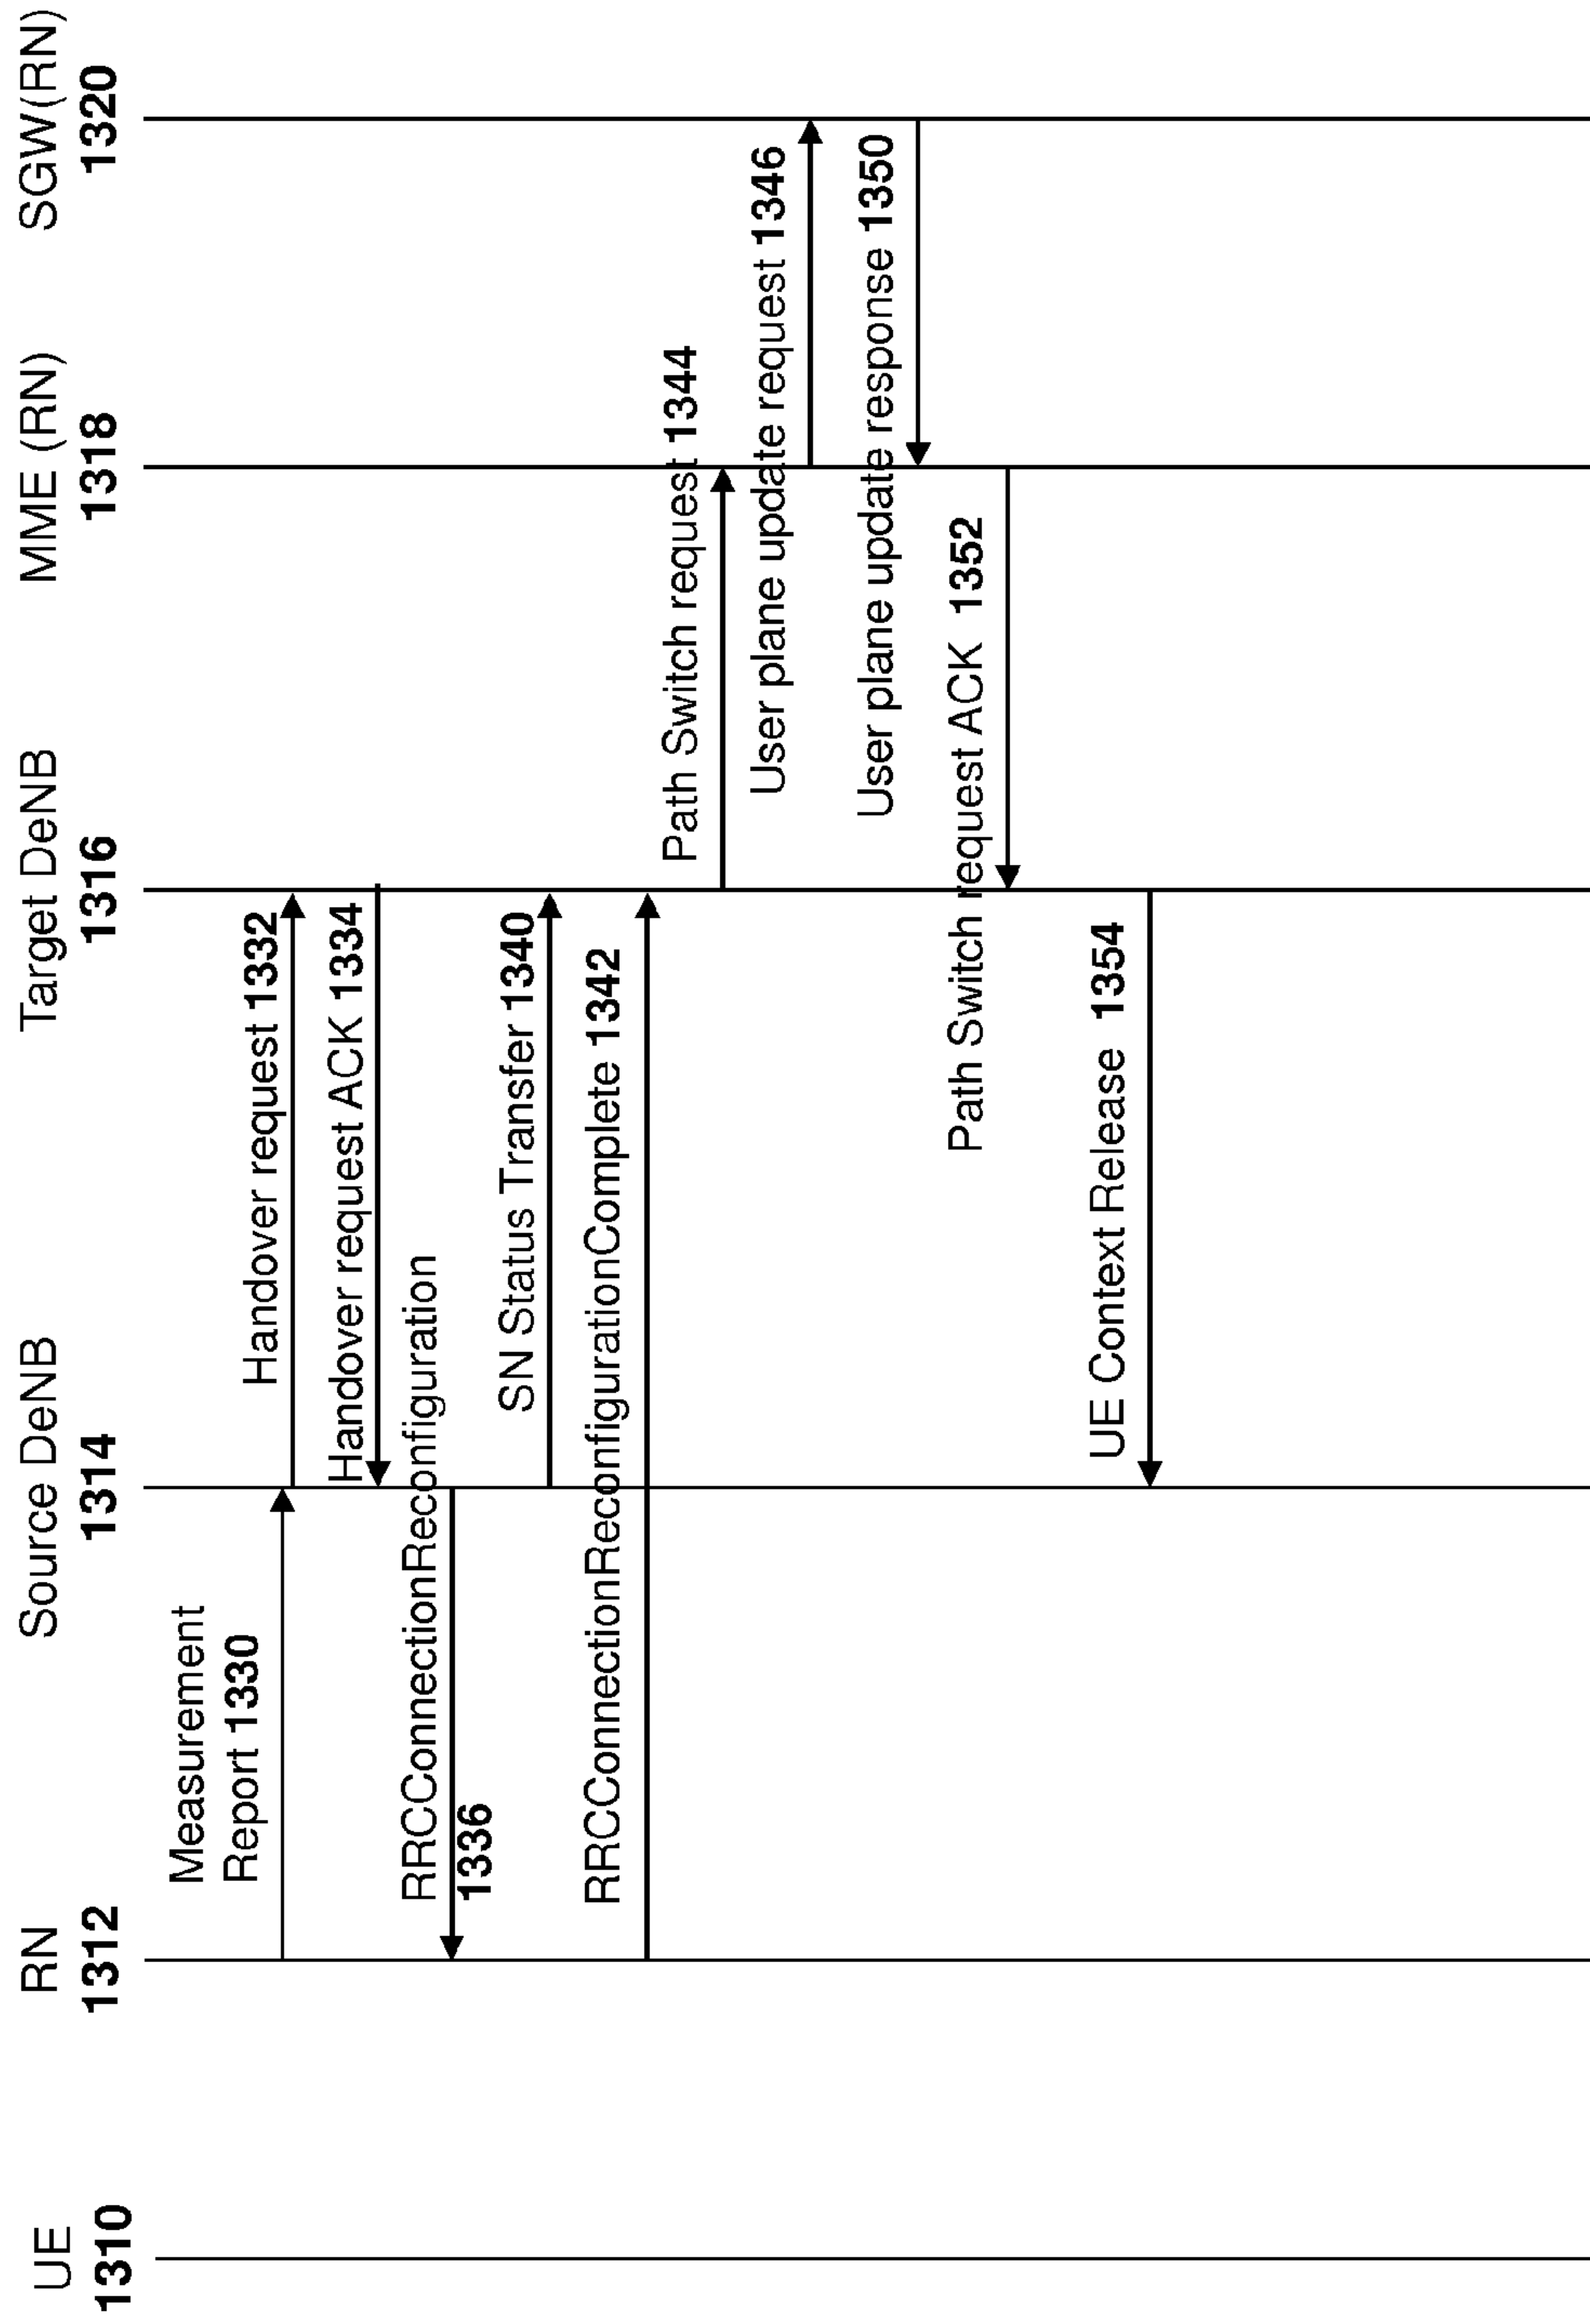 UE
1310
RN
1312
Source DeNB
1314
Target DeNB
1316
MME (RN)
1318
SGW(RN)
1320
Measurement
Report 1330
Handover request 1332
Handover request ACK 1334
RRCConnectionReconfiguration
1336
SN Status Transfer 1340
RRCConnectionReconfigurationComplete 1342
Path Switch request 1344
User plane update request 1346
User plane update response 1350
Path Switch request ACK 1352
UE Context Release 1354